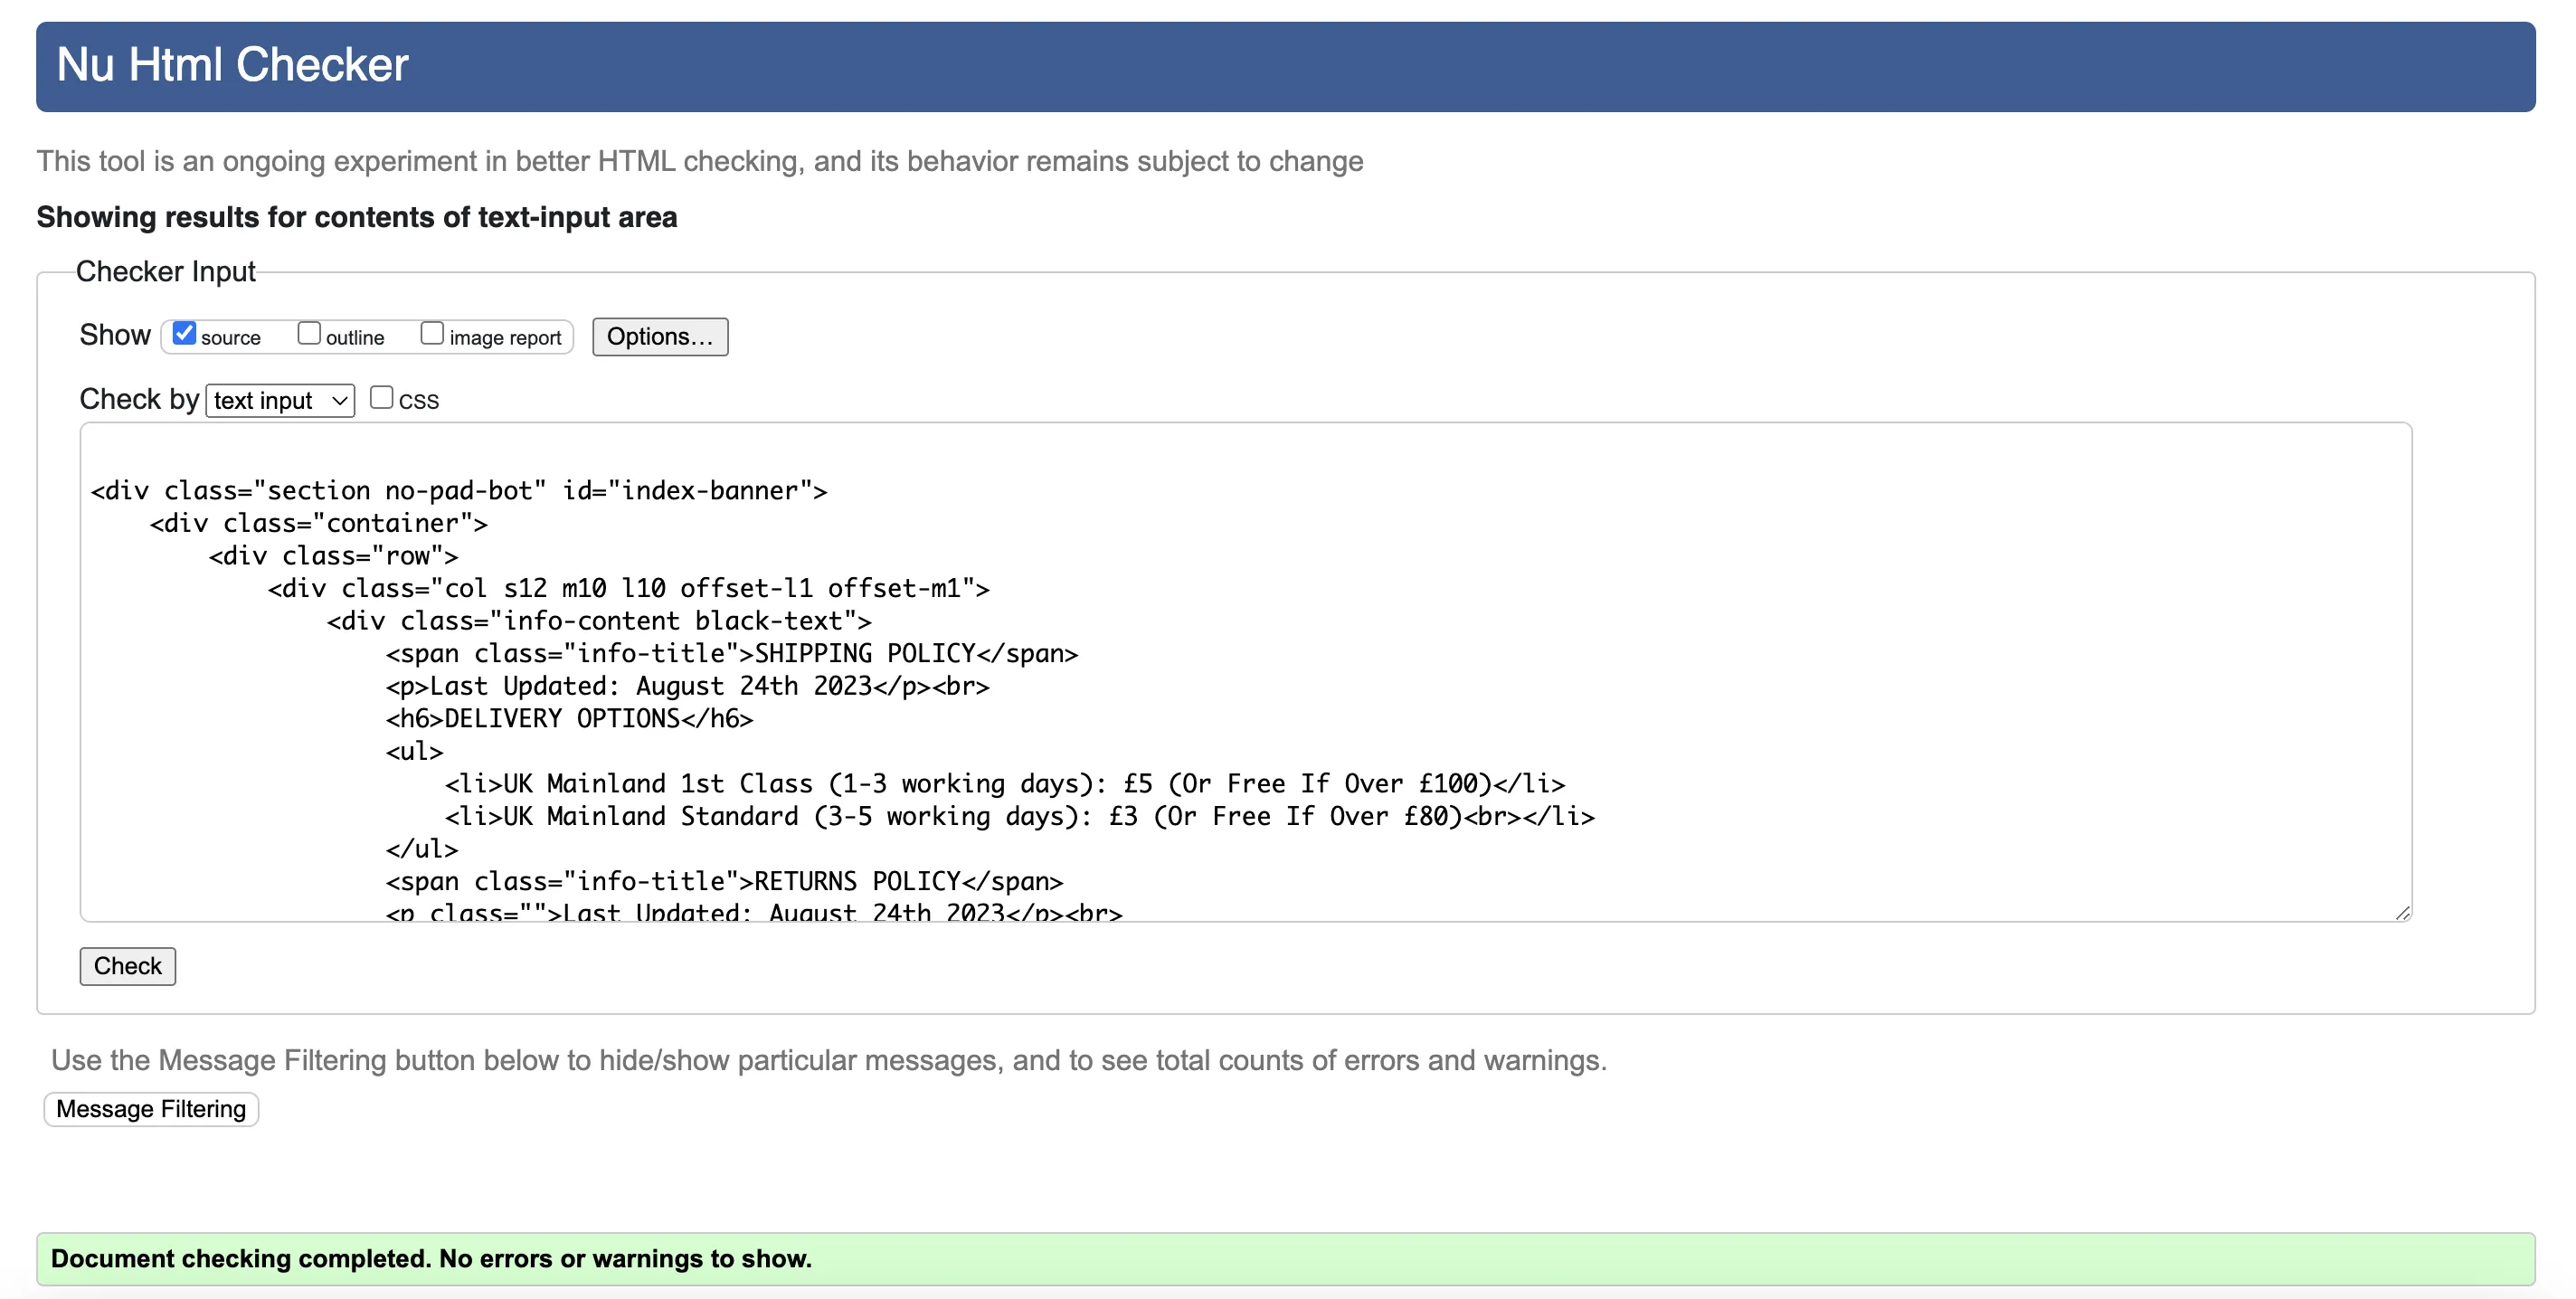 Nu Html Checker
This tool is an ongoing experiment in better HTML checking, and its behavior remains subject to change
Showing results for contents of text-input area
Checker Input
Show source outline image report Options...
Check by text input css
<div class="section no-pad-bot" id="index-banner">
<div class="container">
<div class="row">
<div class="col s12 m10 l10 offset-l1 offset-m1">
<div class="info-content black-text">
<span class="info-title">SHIPPING POLICY</span>
<p>Last Updated: August 24th 2023</p><br>
<h6>DELIVERY OPTIONS</h6>
<ul>
<li>UK Mainland 1st Class (1-3 working days): £5 (Or Free If Over £100)</li>
<li>UK Mainland Standard (3-5 working days): £3 (Or Free If Over £80)<br></li>
</ul>
<span class="info-title">RETURNS POLICY</span>
<p class="">Last Updated: August 24th 2023</p><br>
Check
Use the Message Filtering button below to hide/show particular messages, and to see total counts of errors and warnings.
Message Filtering
Document checking completed. No errors or warnings to show.